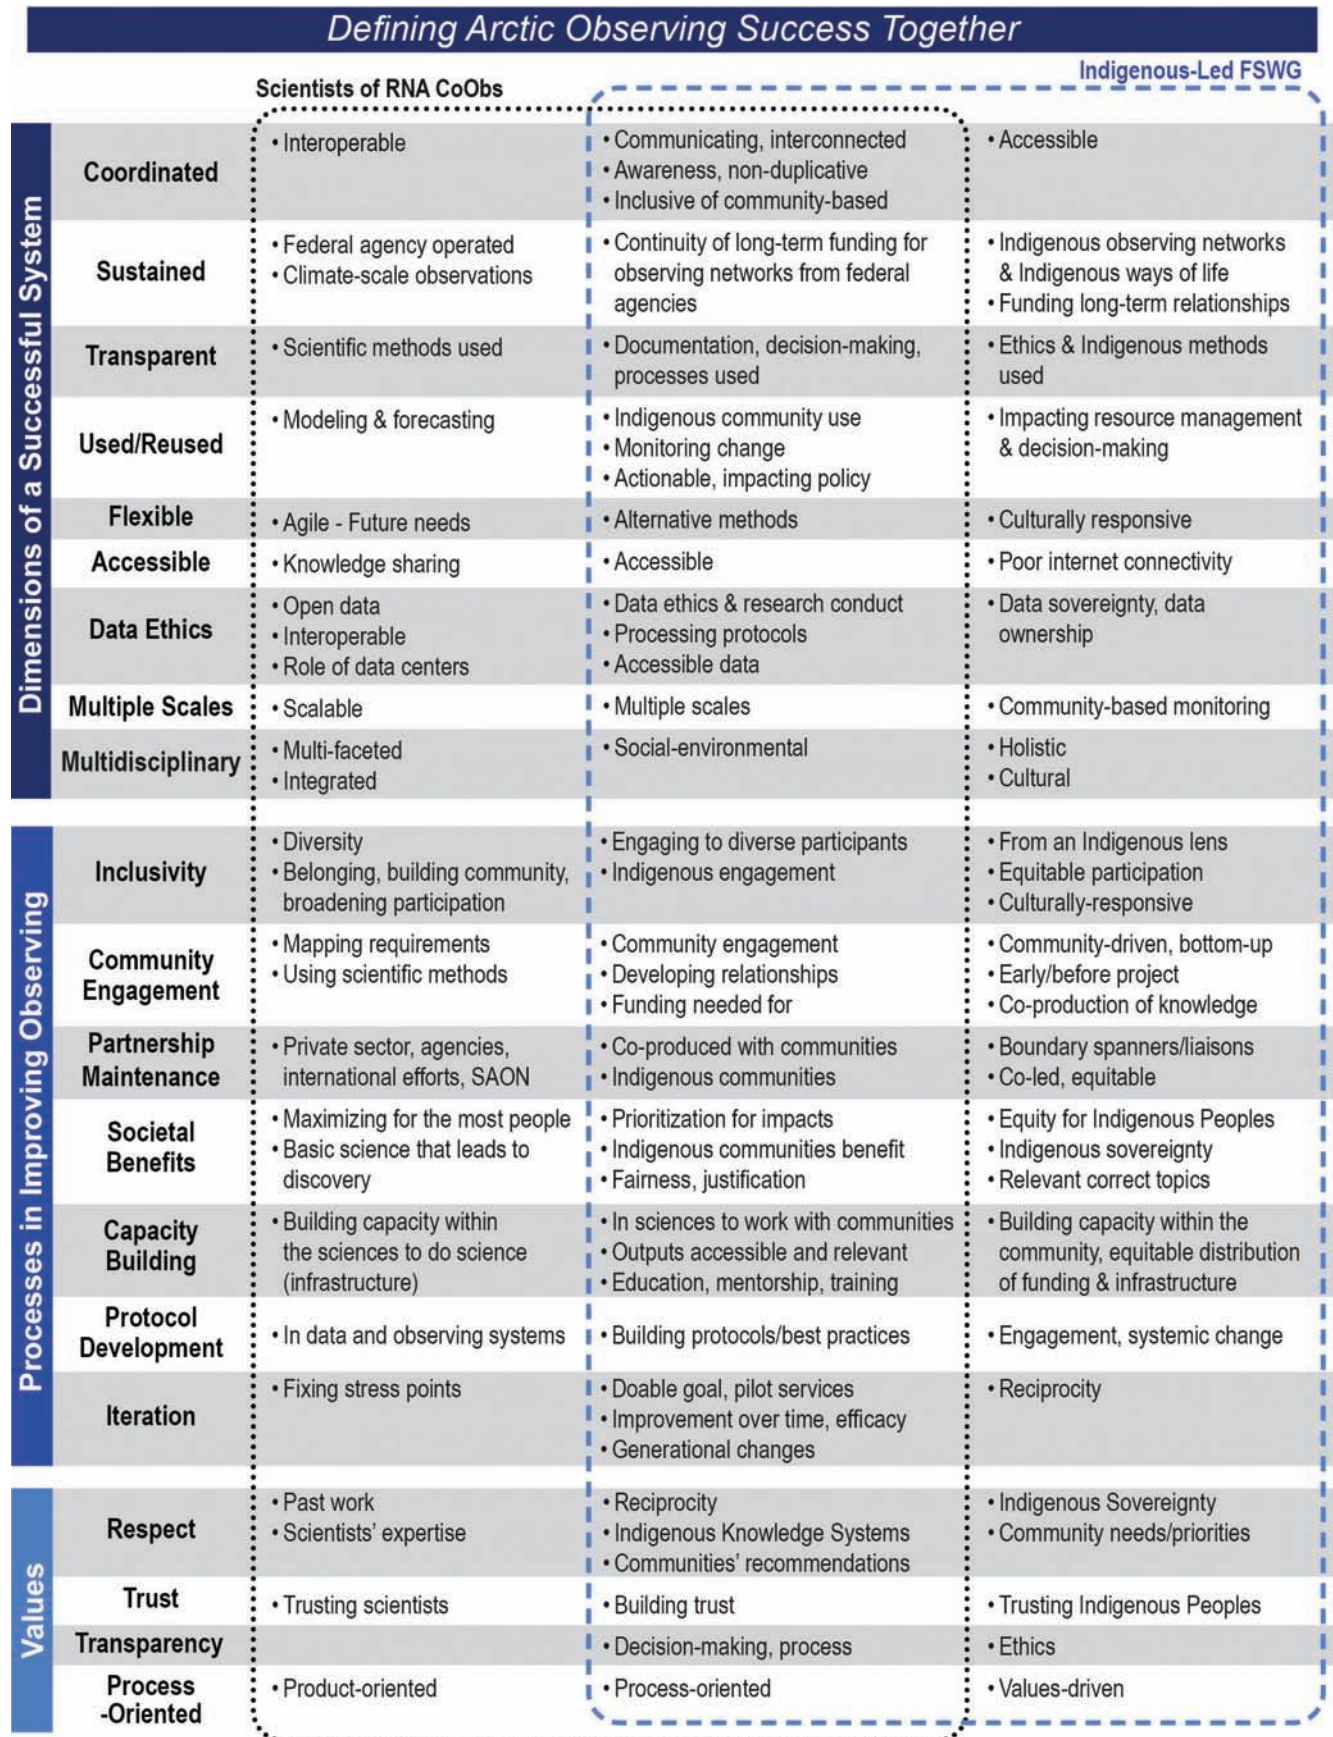 Defining Arctic Observing Success Together
Indigenous-Led FSWG
Scientists of RNA CoObs
Dimensions of a Successful System
Coordinated
• Interoperable
• Communicating, interconnected
• Awareness, non-duplicative
• Inclusive of community-based
• Accessible
Sustained
• Federal agency operated
• Climate-scale observations
• Continuity of long-term funding for
observing networks from federal
agencies
• Indigenous observing networks
& Indigenous ways of life
• Funding long-term relationships
Transparent
• Scientific methods used
• Documentation, decision-making,
processes used
• Ethics & Indigenous methods
used
Used/Reused
• Modeling & forecasting
• Indigenous community use
• Monitoring change
• Actionable, impacting policy
• Impacting resource management
& decision-making
Flexible
• Agile - Future needs
• Alternative methods
• Culturally responsive
Accessible
• Knowledge sharing
• Accessible
• Poor internet connectivity
Data Ethics
• Open data
• Interoperable
• Role of data centers
• Data ethics & research conduct
• Processing protocols
• Accessible data
• Data sovereignty, data
ownership
Multiple Scales
• Scalable
• Multiple scales
• Community-based monitoring
Multidisciplinary
• Multi-faceted
• Integrated
• Social-environmental
• Holistic
• Cultural
Processes in Improving Observing
Inclusivity
• Diversity
• Belonging, building community,
broadening participation
• Engaging to diverse participants
• Indigenous engagement
• From an Indigenous lens
• Equitable participation
• Culturally-responsive
Community
Engagement
• Mapping requirements
• Using scientific methods
• Community engagement
• Developing relationships
• Funding needed for
• Community-driven, bottom-up
• Early/before project
• Co-production of knowledge
Partnership
Maintenance
• Private sector, agencies,
international efforts, SAON
• Co-produced with communities
• Indigenous communities
• Boundary spanners/liaisons
• Co-led, equitable
Societal
Benefits
• Maximizing for the most people
• Basic science that leads to
discovery
• Prioritization for impacts
• Indigenous communities benefit
• Fairness, justification
• Equity for Indigenous Peoples
• Indigenous sovereignty
• Relevant correct topics
Capacity
Building
• Building capacity within
the sciences to do science
(infrastructure)
• In sciences to work with communities
• Outputs accessible and relevant
• Education, mentorship, training
• Building capacity within the
community, equitable distribution
of funding & infrastructure
Protocol
Development
• In data and observing systems
• Building protocols/best practices
• Engagement, systemic change
Iteration
• Fixing stress points
• Doable goal, pilot services
• Improvement over time, efficacy
• Generational changes
• Reciprocity
Values
Respect
• Past work
• Scientists' expertise
• Reciprocity
• Indigenous Knowledge Systems
• Communities' recommendations
• Indigenous Sovereignty
• Community needs/priorities
Trust
• Trusting scientists
• Building trust
• Trusting Indigenous Peoples
Transparency
• Decision-making, process
• Ethics
Process
-Oriented
• Product-oriented
• Process-oriented
• Values-driven